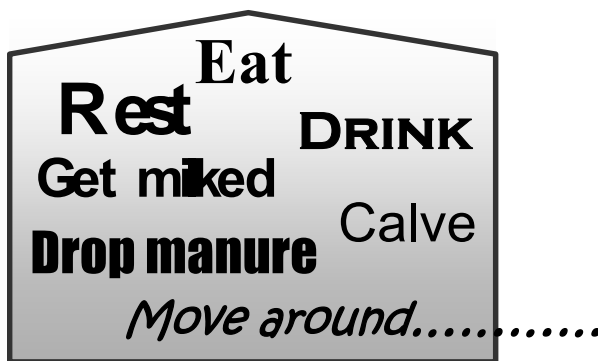 Eat
Rest
DRINK
Get milked
Calve
Drop manure
Move around.............